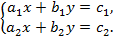 a₁x + b₁y = c₁,
a₂x + b₂y = c₂.